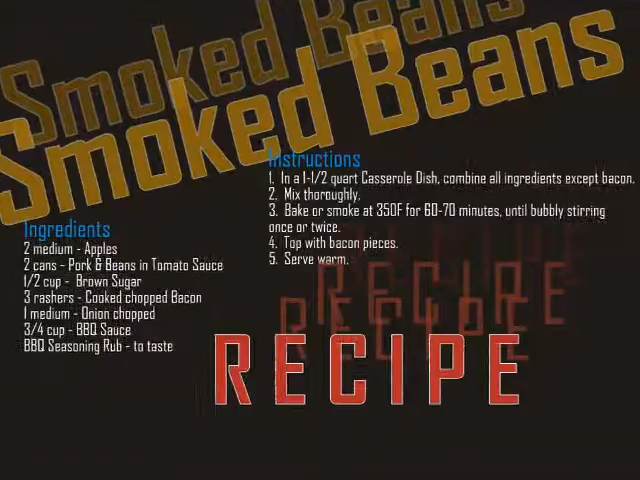 Smoked Beans
Smoked Beans
Instructions
1. In a 1-1/2 quart Casserole Dish, combine all ingredients except bacon.
2. Mix thoroughly.
3. Bake or smoke at 350F for 60-70 minutes, until bubbly stirring
once or twice.
4. Top with bacon pieces.
5. Serve warm.
Ingredients
2 medium - Apples
2 cans - Pork & Beans in Tomato Sauce
1/2 cup - Brown Sugar
3 rashers - Cooked chopped Bacon
1 medium - Onion chopped
3/4 cup - BBQ Sauce
BBQ Seasoning Rub - to taste
RECIPE
RECIPE
RECIPE